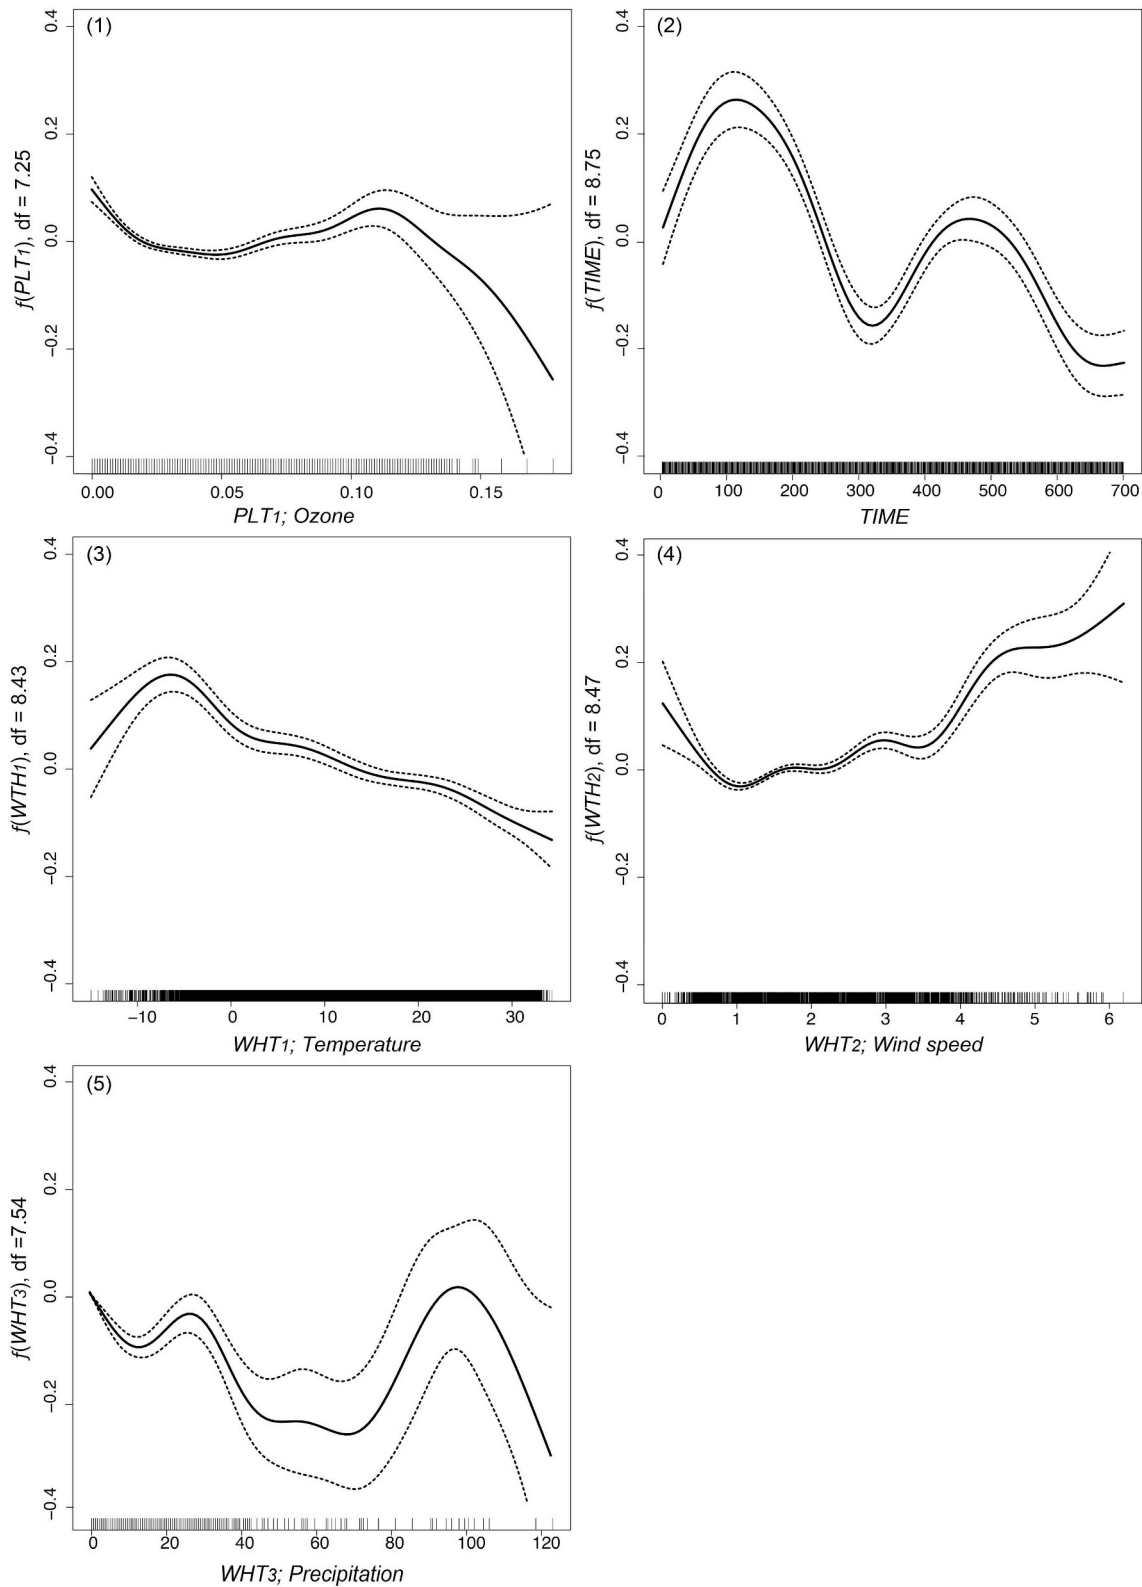 (1)
f(PLT1), df = 7.25
0.4
0.2
0.0
−0.2
−0.4
0.00 0.05 0.10 0.15
PLT1; Ozone
(2)
f(TIME), df = 8.75
0.4
0.2
0.0
−0.2
−0.4
0 100 200 300 400 500 600 700
TIME
(3)
f(WTH1), df = 8.43
0.4
0.2
0.0
−0.2
−0.4
−10 0 10 20 30
WHT1; Temperature
(4)
f(WTH2), df = 8.47
0.4
0.2
0.0
−0.2
−0.4
0 1 2 3 4 5 6
WHT2; Wind speed
(5)
f(WHT3), df =7.54
0.4
0.2
0.0
−0.2
−0.4
0 20 40 60 80 100 120
WHT3; Precipitation